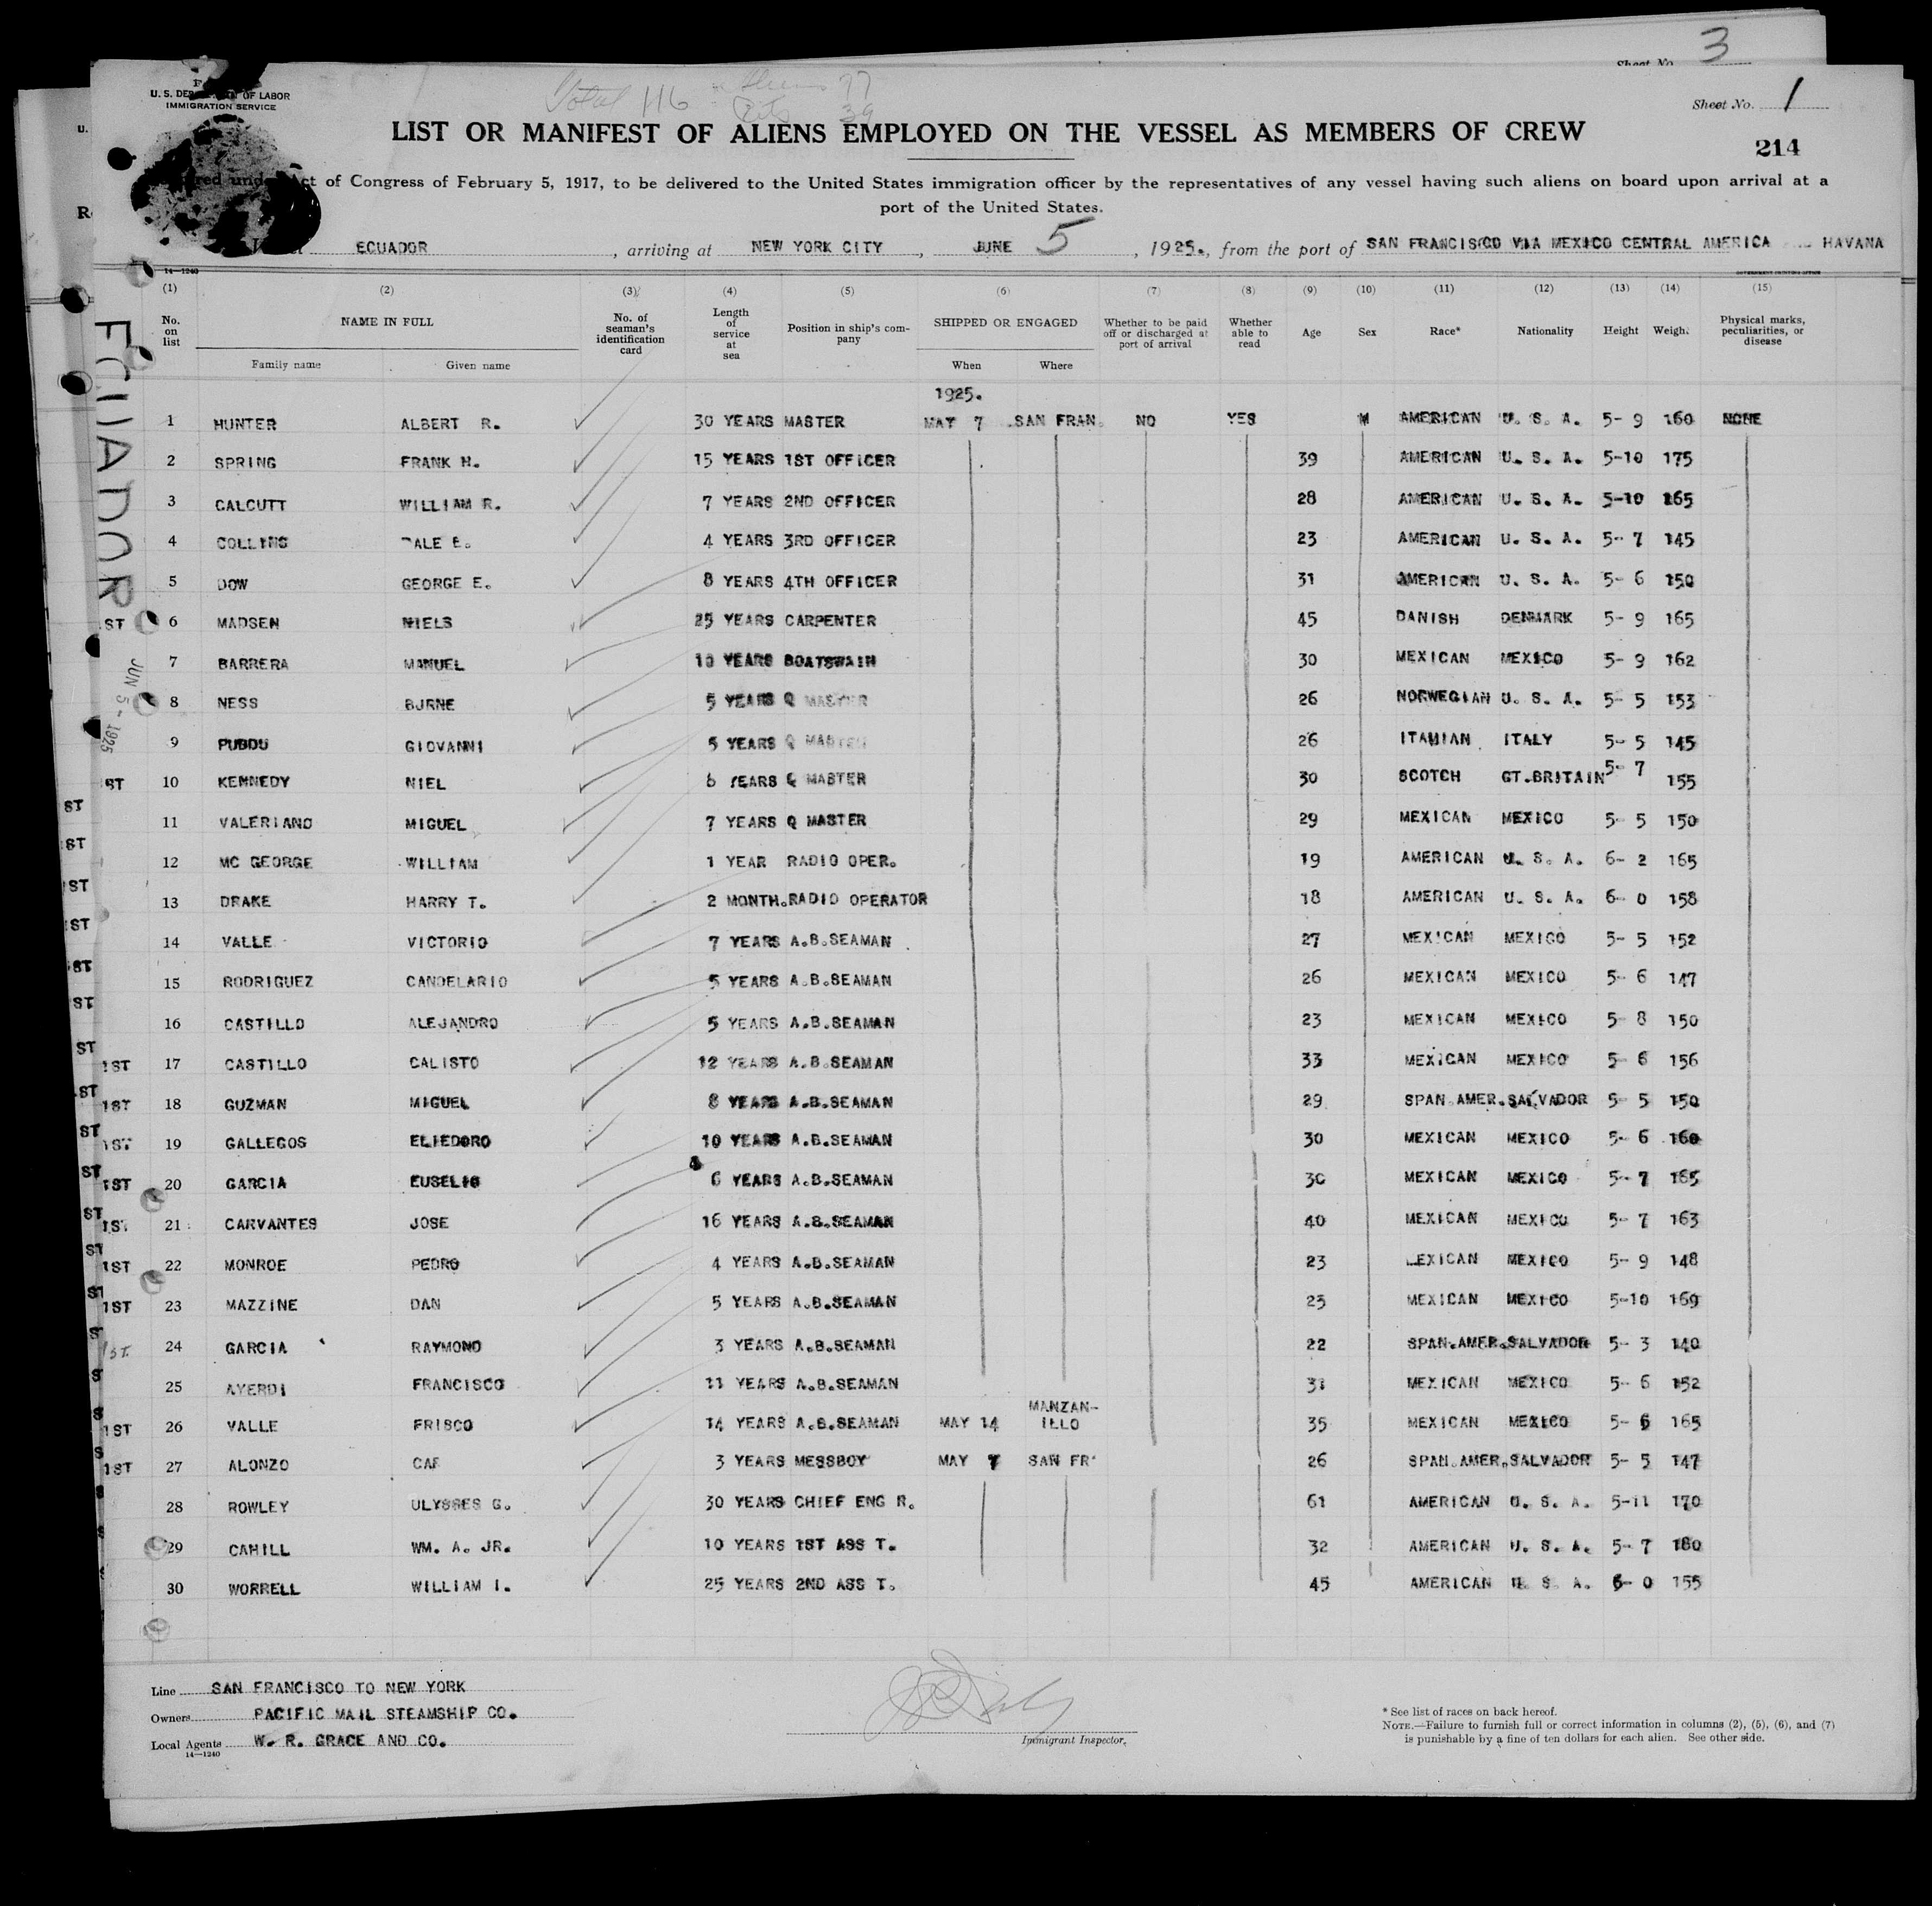 Sheet No. 3
U. S. DEPARTMENT OF LABOR
IMMIGRATION SERVICE
Total 116 Aliens 77
39
Sheet No. 1
LIST OR MANIFEST OF ALIENS EMPLOYED ON THE VESSEL AS MEMBERS OF CREW
214
under Act of Congress of February 5, 1917, to be delivered to the United States immigration officer by the representatives of any vessel having such aliens on board upon arrival at a
port of the United States.
ECUADOR, arriving at NEW YORK CITY, JUNE 5, 1925., from the port of SAN FRANCISCO VIA MEXICO CENTRAL AMERICA HAVANA
14—1240
GOVERNMENT PRINTING OFFICE
(1) (2) (3) (4) (5) (6) (7) (8) (9) (10) (11) (12) (13) (14) (15)
No. on list NAME IN FULL No. of seaman's identification card Length of service at sea Position in ship's company SHIPPED OR ENGAGED Whether to be paid off or discharged at port of arrival Whether able to read Age Sex Race* Nationality Height Weight Physical marks, peculiarities, or disease
Family name Given name When Where
1925.
1 HUNTER ALBERT R. 30 YEARS MASTER MAY 7 SAN FRAN. NO YES M AMERICAN U. S. A. 5-9 160 NONE
2 SPRING FRANK H. 15 YEARS 1ST OFFICER 39 AMERICAN U. S. A. 5-10 175
3 CALCUTT WILLIAM R. 7 YEARS 2ND OFFICER 28 AMERICAN U. S. A. 5-10 165
4 COLLINS DALE E. 4 YEARS 3RD OFFICER 23 AMERICAN U. S. A. 5-7 145
5 DOW GEORGE E. 8 YEARS 4TH OFFICER 31 AMERICAN U. S. A. 5-6 150
1ST 6 MADSEN NIELS 25 YEARS CARPENTER 45 DANISH DENMARK 5-9 165
7 BARRERA MANUEL 10 YEARS BOATSWAIN 30 MEXICAN MEXICO 5-9 162
8 NESS BJRNE 5 YEARS Q MASTER 26 NORWEGIAN U. S. A. 5-5 153
9 PUDDU GIOVANNI 5 YEARS Q MASTER 26 ITAMIAN ITALY 5-5 145
1ST 10 KENNEDY NIEL 6 YEARS Q MASTER 30 SCOTCH GT.BRITAIN 5-7 155
11 VALERIANO MIGUEL 7 YEARS Q MASTER 29 MEXICAN MEXICO 5-5 150
12 MC GEORGE WILLIAM 1 YEAR RADIO OPER. 19 AMERICAN U. S. A. 6-2 165
13 DRAKE HARRY T. 2 MONTH. RADIO OPERATOR 18 AMERICAN U. S. A. 6-0 158
14 VALLE VICTORIO 7 YEARS A.B.SEAMAN 27 MEXICAN MEXICO 5-5 152
15 RODRIGUEZ CANDELARIO 5 YEARS A.B.SEAMAN 26 MEXICAN MEXICO 5-6 147
16 CASTILLO ALEJANDRO 5 YEARS A.B.SEAMAN 23 MEXICAN MEXICO 5-8 150
1ST 17 CASTILLO CALISTO 12 YEARS A.B.SEAMAN 33 MEXICAN MEXICO 5-6 156
1ST 18 GUZMAN MIGUEL 8 YEARS A.B.SEAMAN 29 SPAN.AMER. SALVADOR 5-5 150
1ST 19 GALLEGOS ELIEDORO 10 YEARS A.B.SEAMAN 30 MEXICAN MEXICO 5-6 160
1ST 20 GARCIA EUSELIO 6 YEARS A.B.SEAMAN 30 MEXICAN MEXICO 5-7 165
1ST 21 CARVANTES JOSE 16 YEARS A.B.SEAMAN 40 MEXICAN MEXICO 5-7 163
1ST 22 MONROE PEDRO 4 YEARS A.B.SEAMAN 23 MEXICAN MEXICO 5-9 148
1ST 23 MAZZINE DAN 5 YEARS A.B.SEAMAN 23 MEXICAN MEXICO 5-10 169
1ST. 24 GARCIA RAYMOND 3 YEARS A.B.SEAMAN 22 SPAN.AMER. SALVADOR 5-3 140
25 AYERDI FRANCISCO 11 YEARS A.B.SEAMAN 31 MEXICAN MEXICO 5-6 152
1ST 26 VALLE FRISCO 14 YEARS A.B.SEAMAN MAY 14 MANZANILLO 35 MEXICAN MEXICO 5-6 165
1ST 27 ALONZO 3 YEARS MESSBOY MAY 7 SAN FR 26 SPAN.AMER. SALVADOR 5-5 147
28 ROWLEY ULYSSES G. 30 YEARS CHIEF ENG R. 61 AMERICAN U. S. A. 5-11 170
29 CAHILL WM. A. JR. 10 YEARS 1ST ASS T. 32 AMERICAN U. S. A. 5-7 180
30 WORRELL WILLIAM I. 25 YEARS 2ND ASS T. 45 AMERICAN U. S. A. 6-0 155
ECUADOR
JUN 5-1925
Line SAN FRANCISCO TO NEW YORK
Owners PACIFIC MAIL STEAMSHIP CO.
Local Agents W. R. GRACE AND CO.
14—1240
Immigrant Inspector.
* See list of races on back hereof.
NOTE.—Failure to furnish full or correct information in columns (2), (5), (6), and (7)
is punishable by a fine of ten dollars for each alien. See other side.